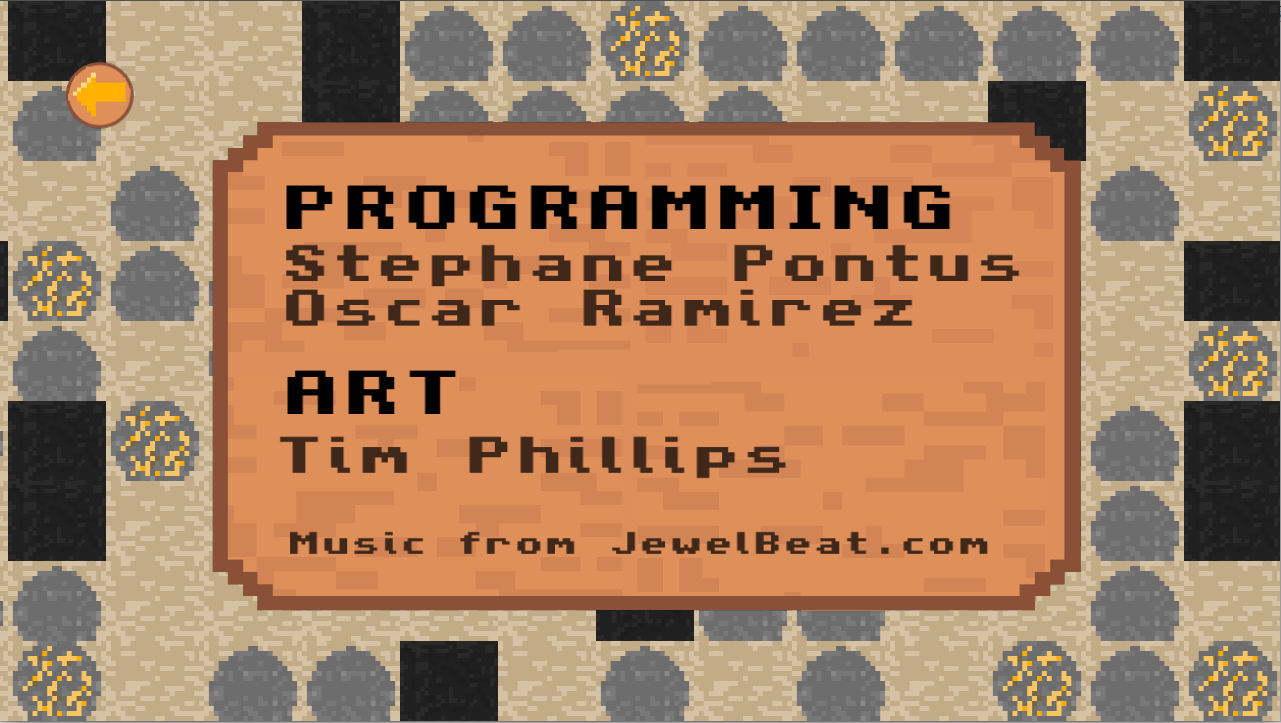 PROGRAMMING
Stephane Pontus
Oscar Ramirez
ART
Tim Phillips
Music from JewelBeat.com